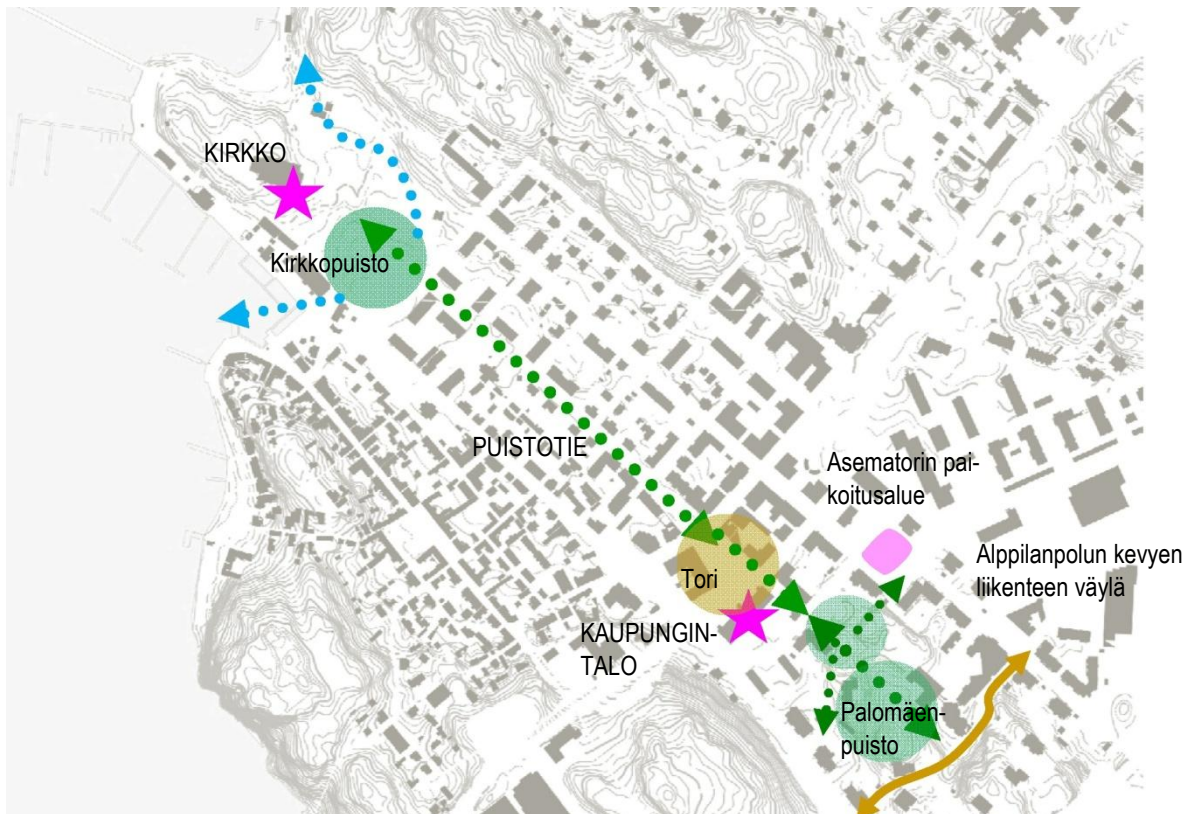 KIRKKO
Kirkkopuisto
PUISTOTIE
Asematorin pai-
koitusalue
Alppilanpolun kevyen
liikenteen väylä
Tori
KAUPUNGIN-
TALO
Palomäen-
puisto